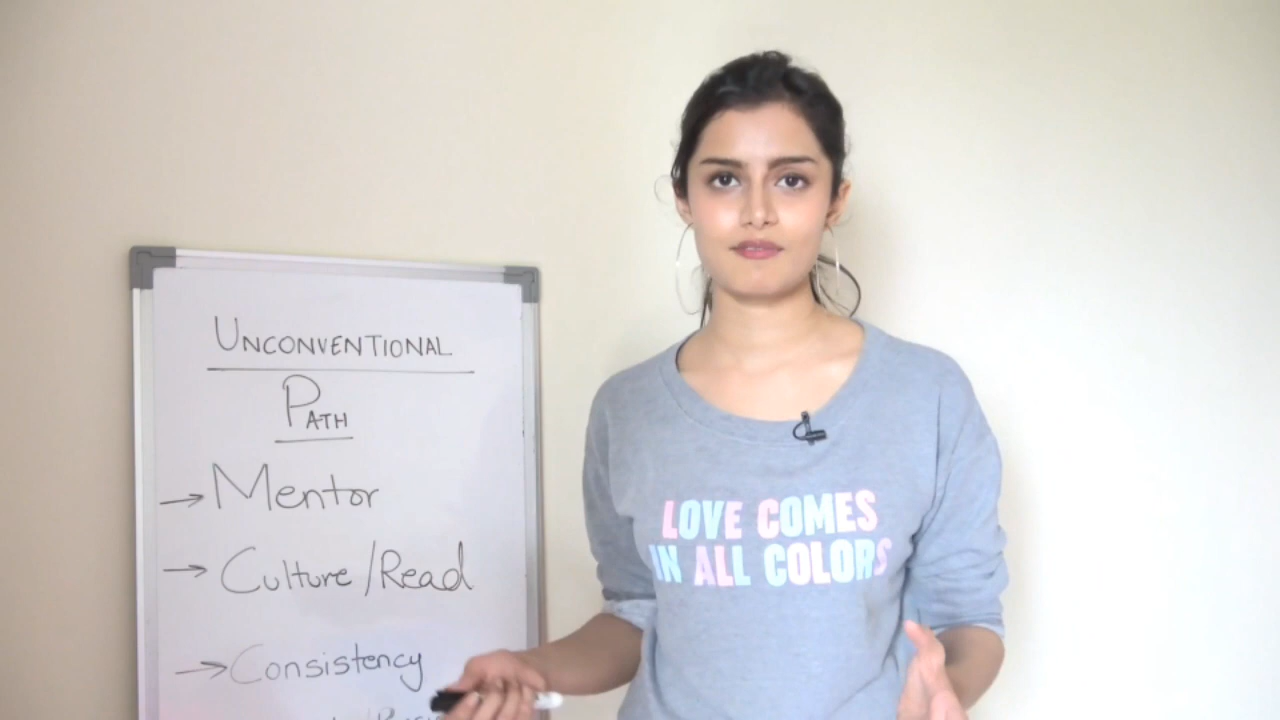 UNCONVENTIONAL
PATH
→ Mentor
→ Culture/Read
→ Consistency
LOVE COMES
IN ALL COLORS